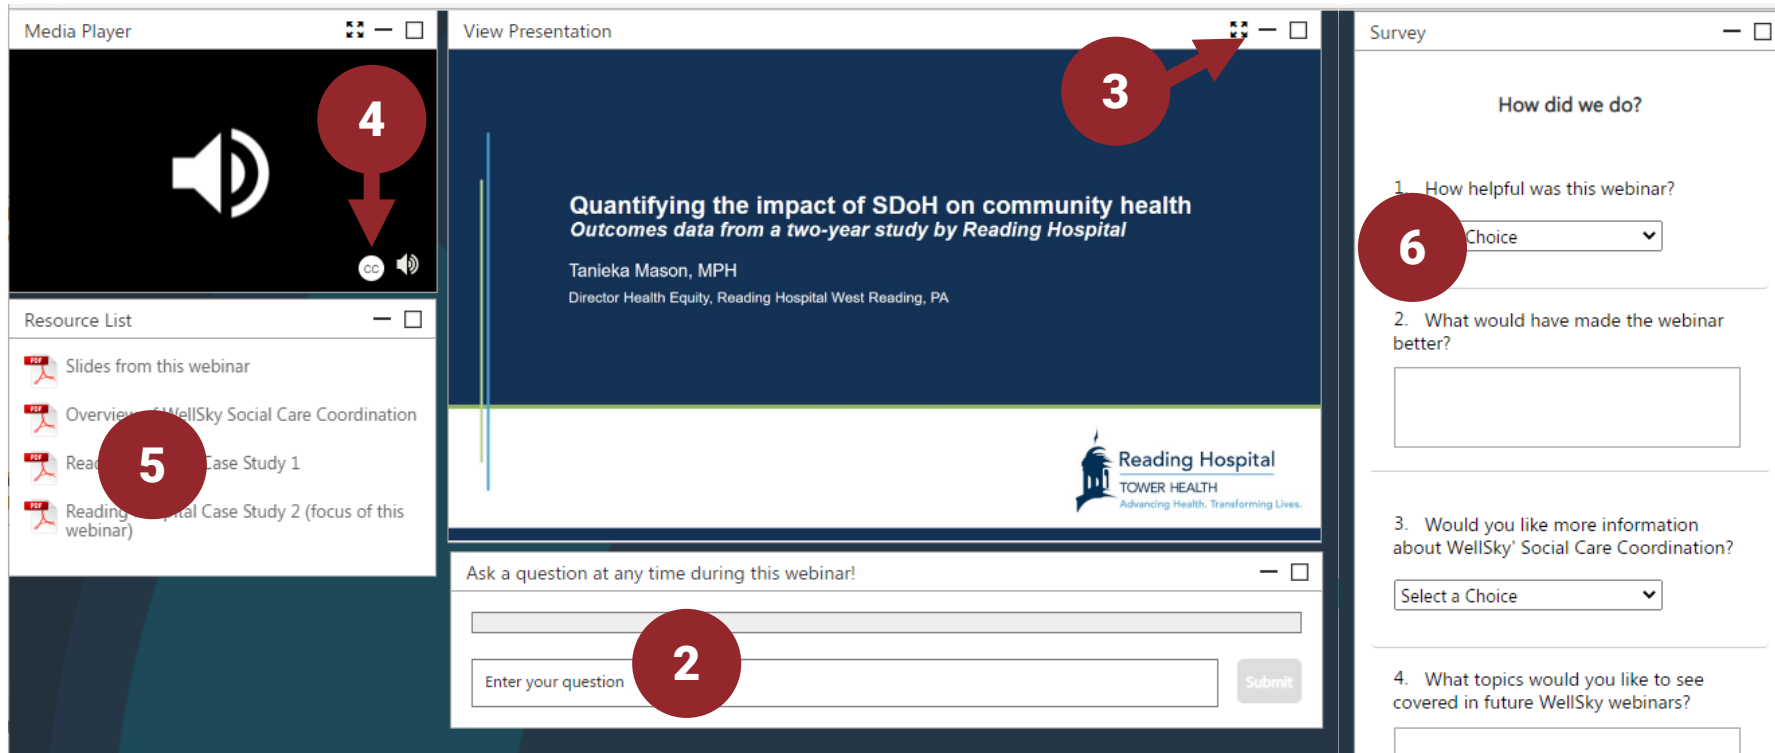 Media Player
4
CC
Resource List
Slides from this webinar
Overview of WellSky Social Care Coordination
5
Case Study 1
Reading Hospital Case Study 2 (focus of this
webinar)
View Presentation
3
Quantifying the impact of SDoH on community health
Outcomes data from a two-year study by Reading Hospital
Tanieka Mason, MPH
Director Health Equity, Reading Hospital West Reading, PA
Reading Hospital
TOWER HEALTH
Advancing Health. Transforming Lives.
Ask a question at any time during this webinar!
2
Enter your question
Submit
Survey
How did we do?
1. How helpful was this webinar?
6
Choice
2. What would have made the webinar
better?
3. Would you like more information
about WellSky' Social Care Coordination?
Select a Choice
4. What topics would you like to see
covered in future WellSky webinars?